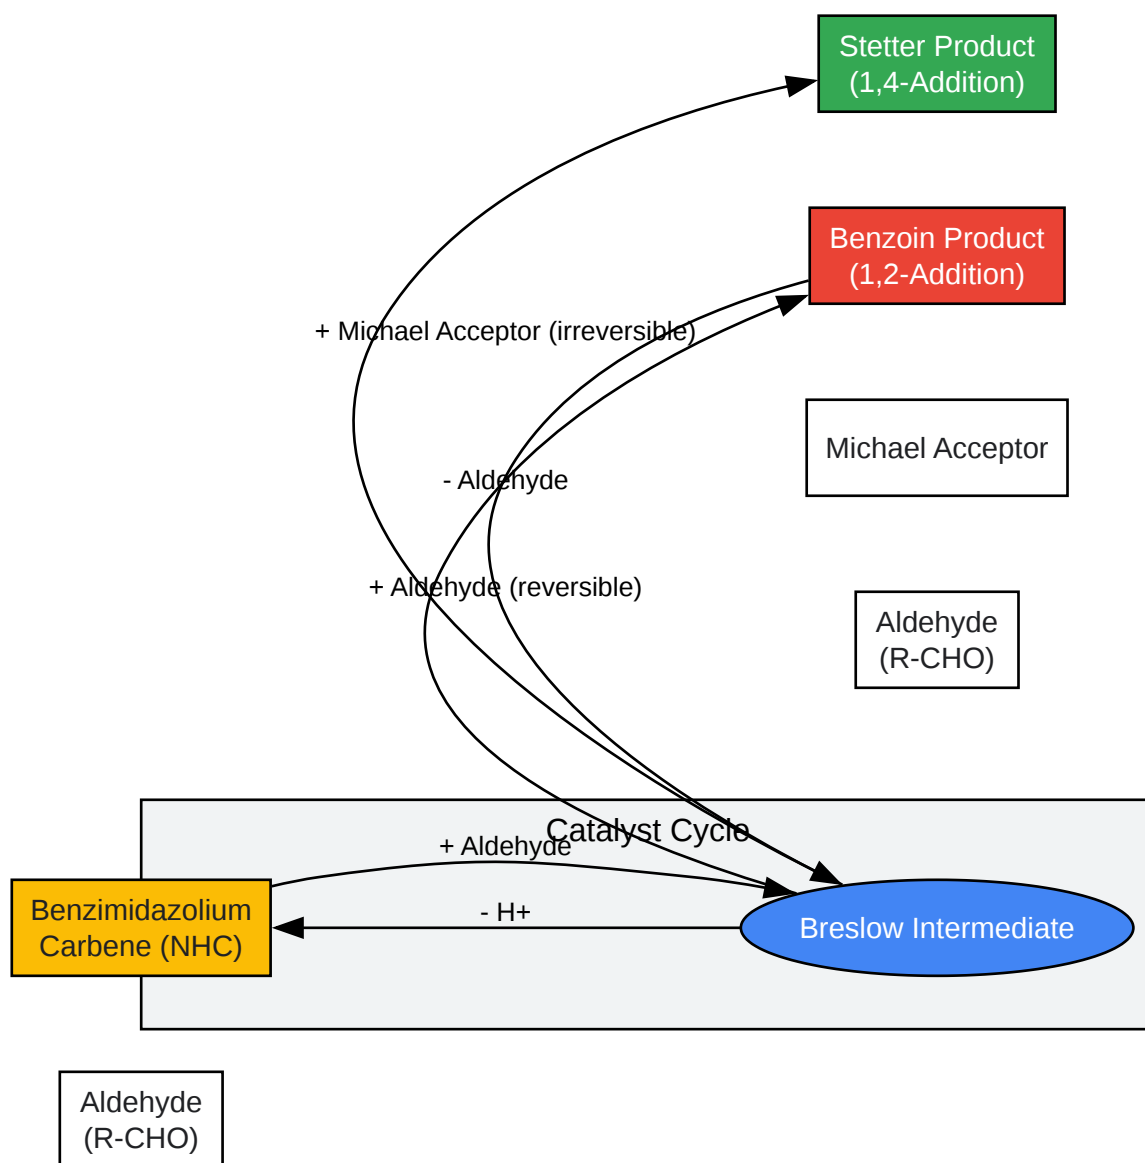 Stetter Product
(1,4-Addition)
Benzoin Product
(1,2-Addition)
+ Michael Acceptor (irreversible)
Michael Acceptor
- Aldehyde
+ Aldehyde (reversible)
Aldehyde
(R-CHO)
Catalyst Cycle
+ Aldehyde
Benzimidazolium
Carbene (NHC)
- H+
Breslow Intermediate
Aldehyde
(R-CHO)